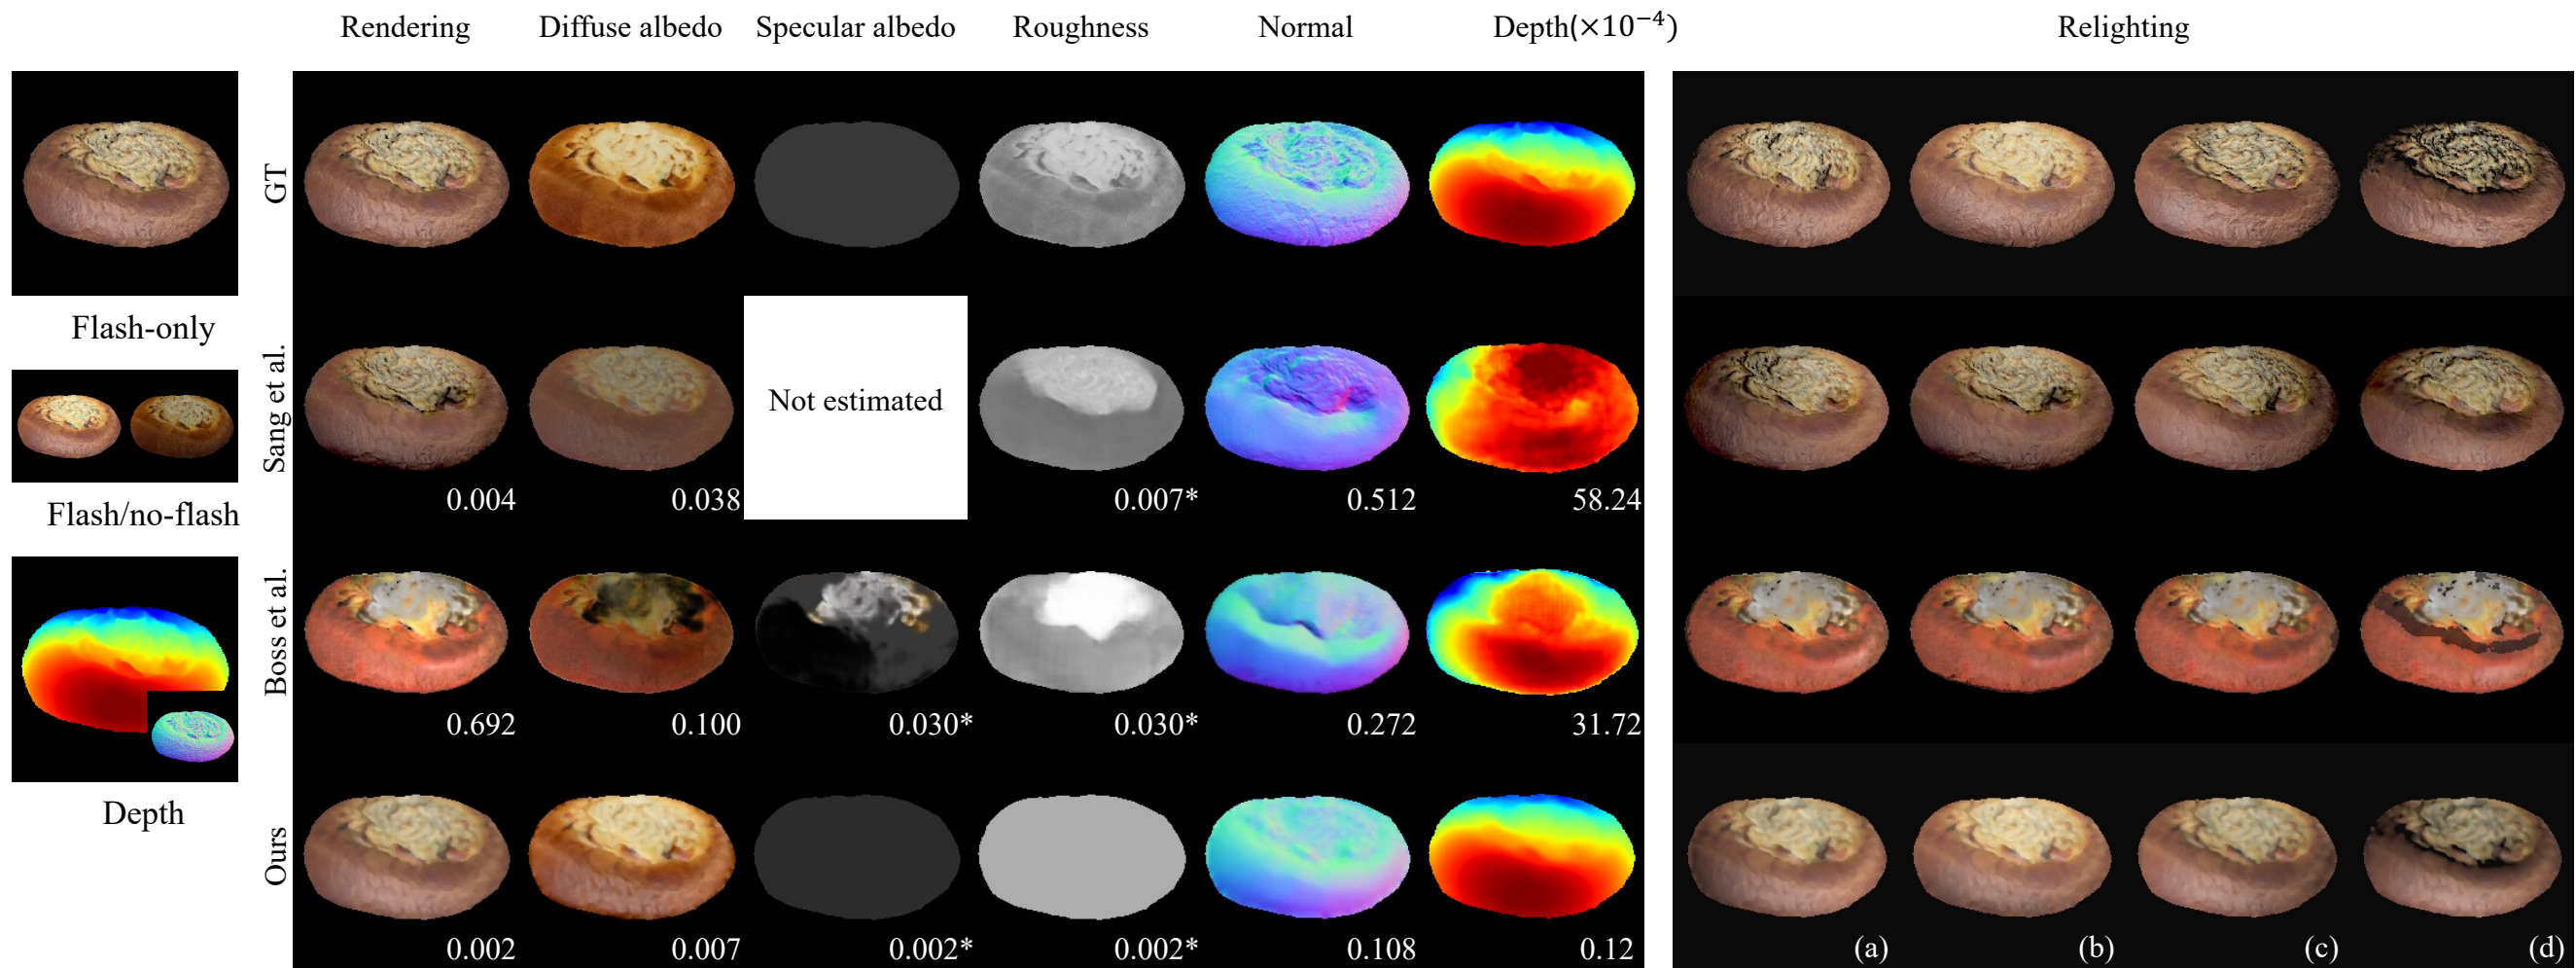 Rendering Diffuse albedo Specular albedo Roughness Normal Depth(×10⁻⁴) Relighting
GT
Flash-only
Sang et al.
Not estimated
0.004 0.038 0.007* 0.512 58.24
Flash/no-flash
Boss et al.
0.692 0.100 0.030* 0.030* 0.272 31.72
Depth
Ours
0.002 0.007 0.002* 0.002* 0.108 0.12 (a) (b) (c) (d)